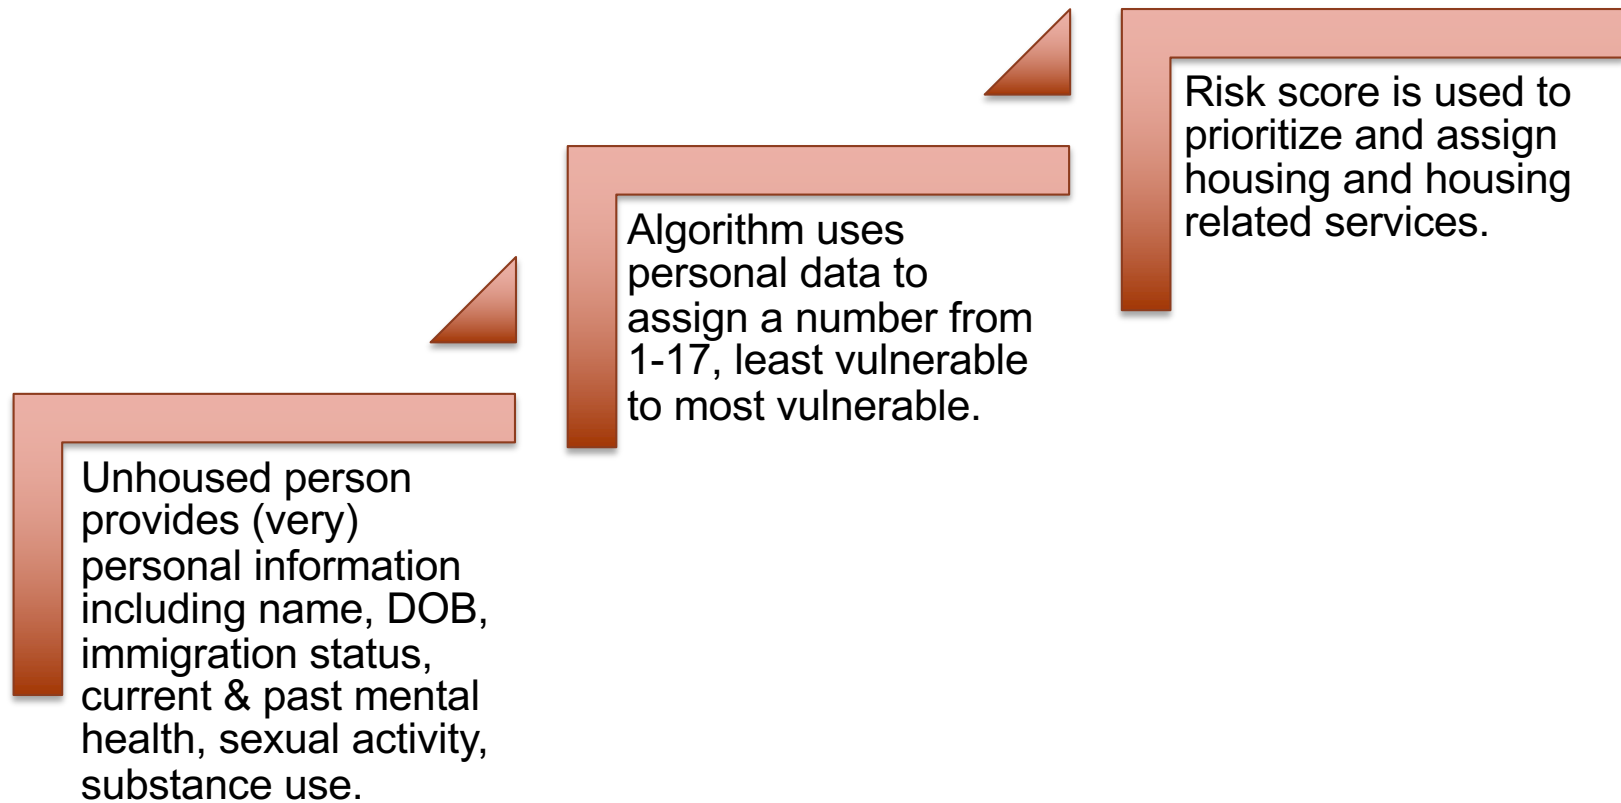 Unhoused person
provides (very)
personal information
including name, DOB,
immigration status,
current & past mental
health, sexual activity,
substance use.
Algorithm uses
personal data to
assign a number from
1-17, least vulnerable
to most vulnerable.
Risk score is used to
prioritize and assign
housing and housing
related services.